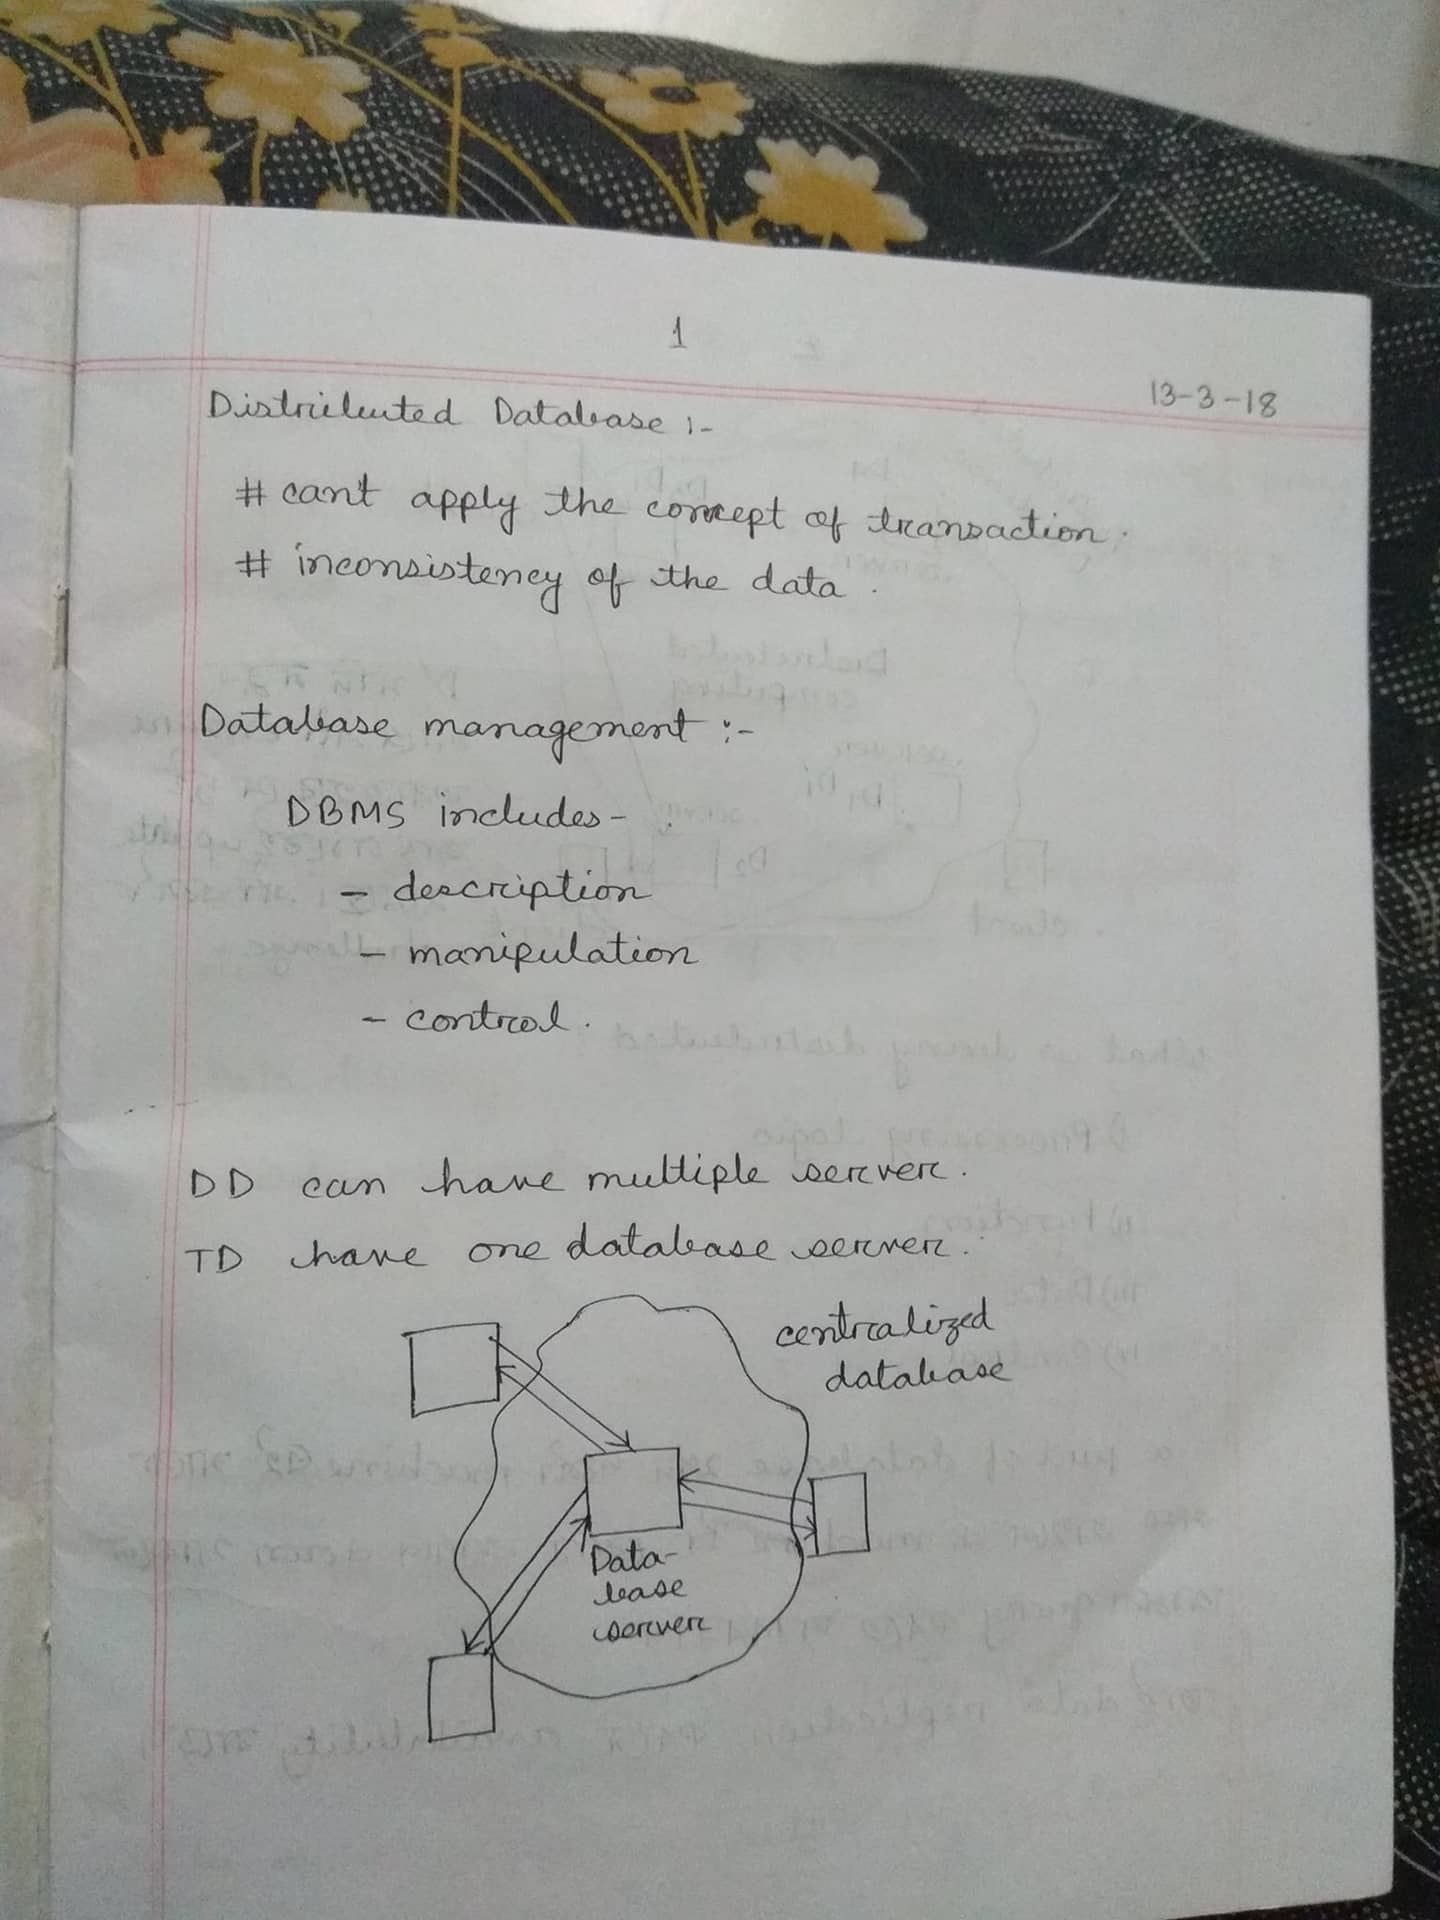 1
13-3-18
Distributed Database :-
# cant apply the concept of transaction.
# inconsistency of the data.
Database management :-
DBMS includes-
- description
- manipulation
- control.
DD can have multiple server.
TD have one database server.
centralized
database
Data-
base
server